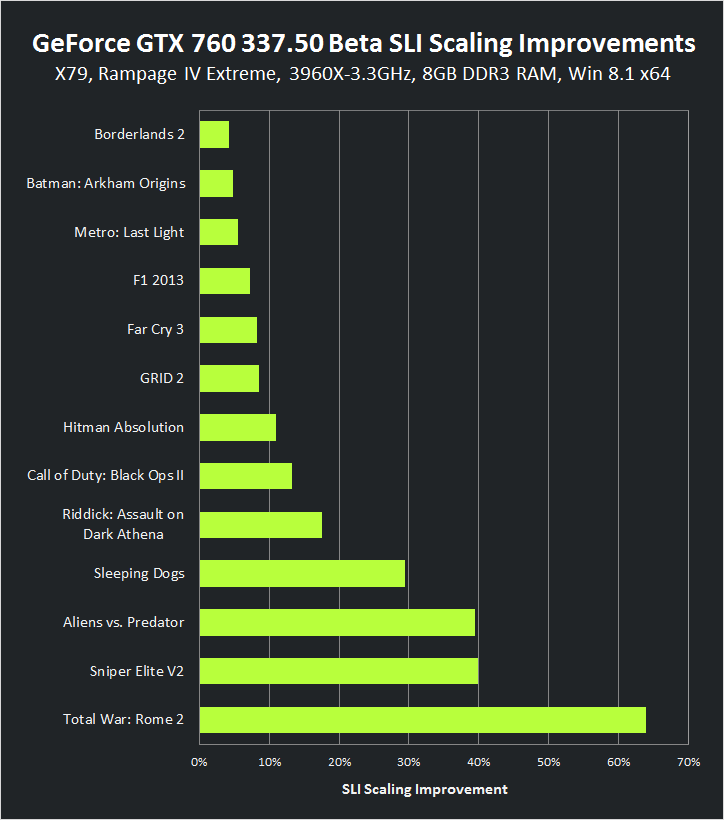 GeForce GTX 760 337.50 Beta SLI Scaling Improvements
X79, Rampage IV Extreme, 3960X-3.3GHz, 8GB DDR3 RAM, Win 8.1 x64
Borderlands 2
Batman: Arkham Origins
Metro: Last Light
F1 2013
Far Cry 3
GRID 2
Hitman Absolution
Call of Duty: Black Ops II
Riddick: Assault on
Dark Athena
Sleeping Dogs
Aliens vs. Predator
Sniper Elite V2
Total War: Rome 2
0% 10% 20% 30% 40% 50% 60% 70%
SLI Scaling Improvement